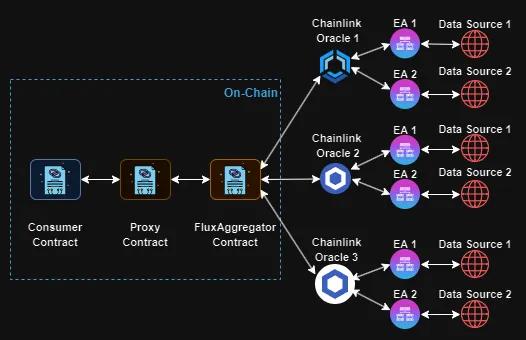 Chainlink
Oracle 1
EA 1
Data Source 1
EA 2
Data Source 2
On-Chain
Chainlink
Oracle 2
EA 1
Data Source 1
EA 2
Data Source 2
Consumer
Contract
Proxy
Contract
FluxAggregator
Contract
Chainlink
Oracle 3
EA 1
Data Source 1
EA 2
Data Source 2